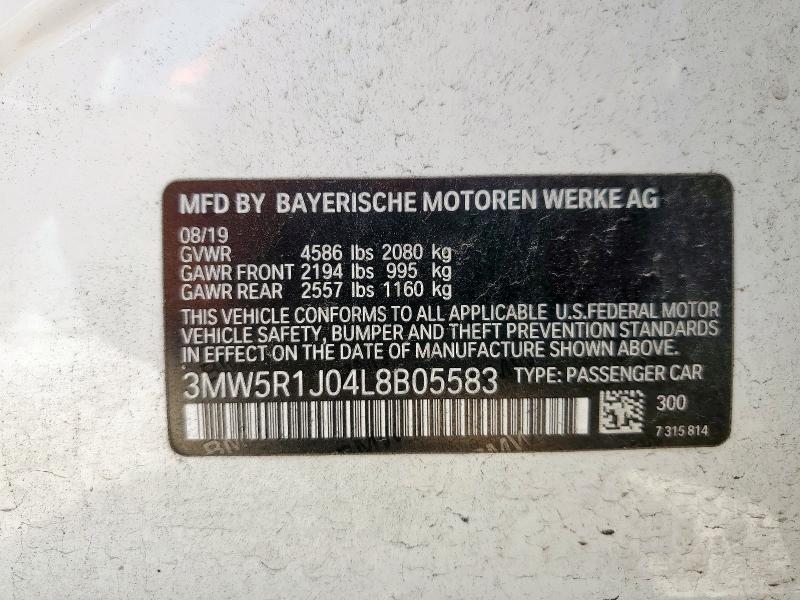 MFD BY BAYERISCHE MOTOREN WERKE AG
08/19
GVWR 4586 lbs 2080 kg
GAWR FRONT 2194 lbs 995 kg
GAWR REAR 2557 lbs 1160 kg
THIS VEHICLE CONFORMS TO ALL APPLICABLE U.S.FEDERAL MOTOR
VEHICLE SAFETY, BUMPER AND THEFT PREVENTION STANDARDS
IN EFFECT ON THE DATE OF MANUFACTURE SHOWN ABOVE.
3MW5R1J04L8B05583 TYPE: PASSENGER CAR
300
7 315 814